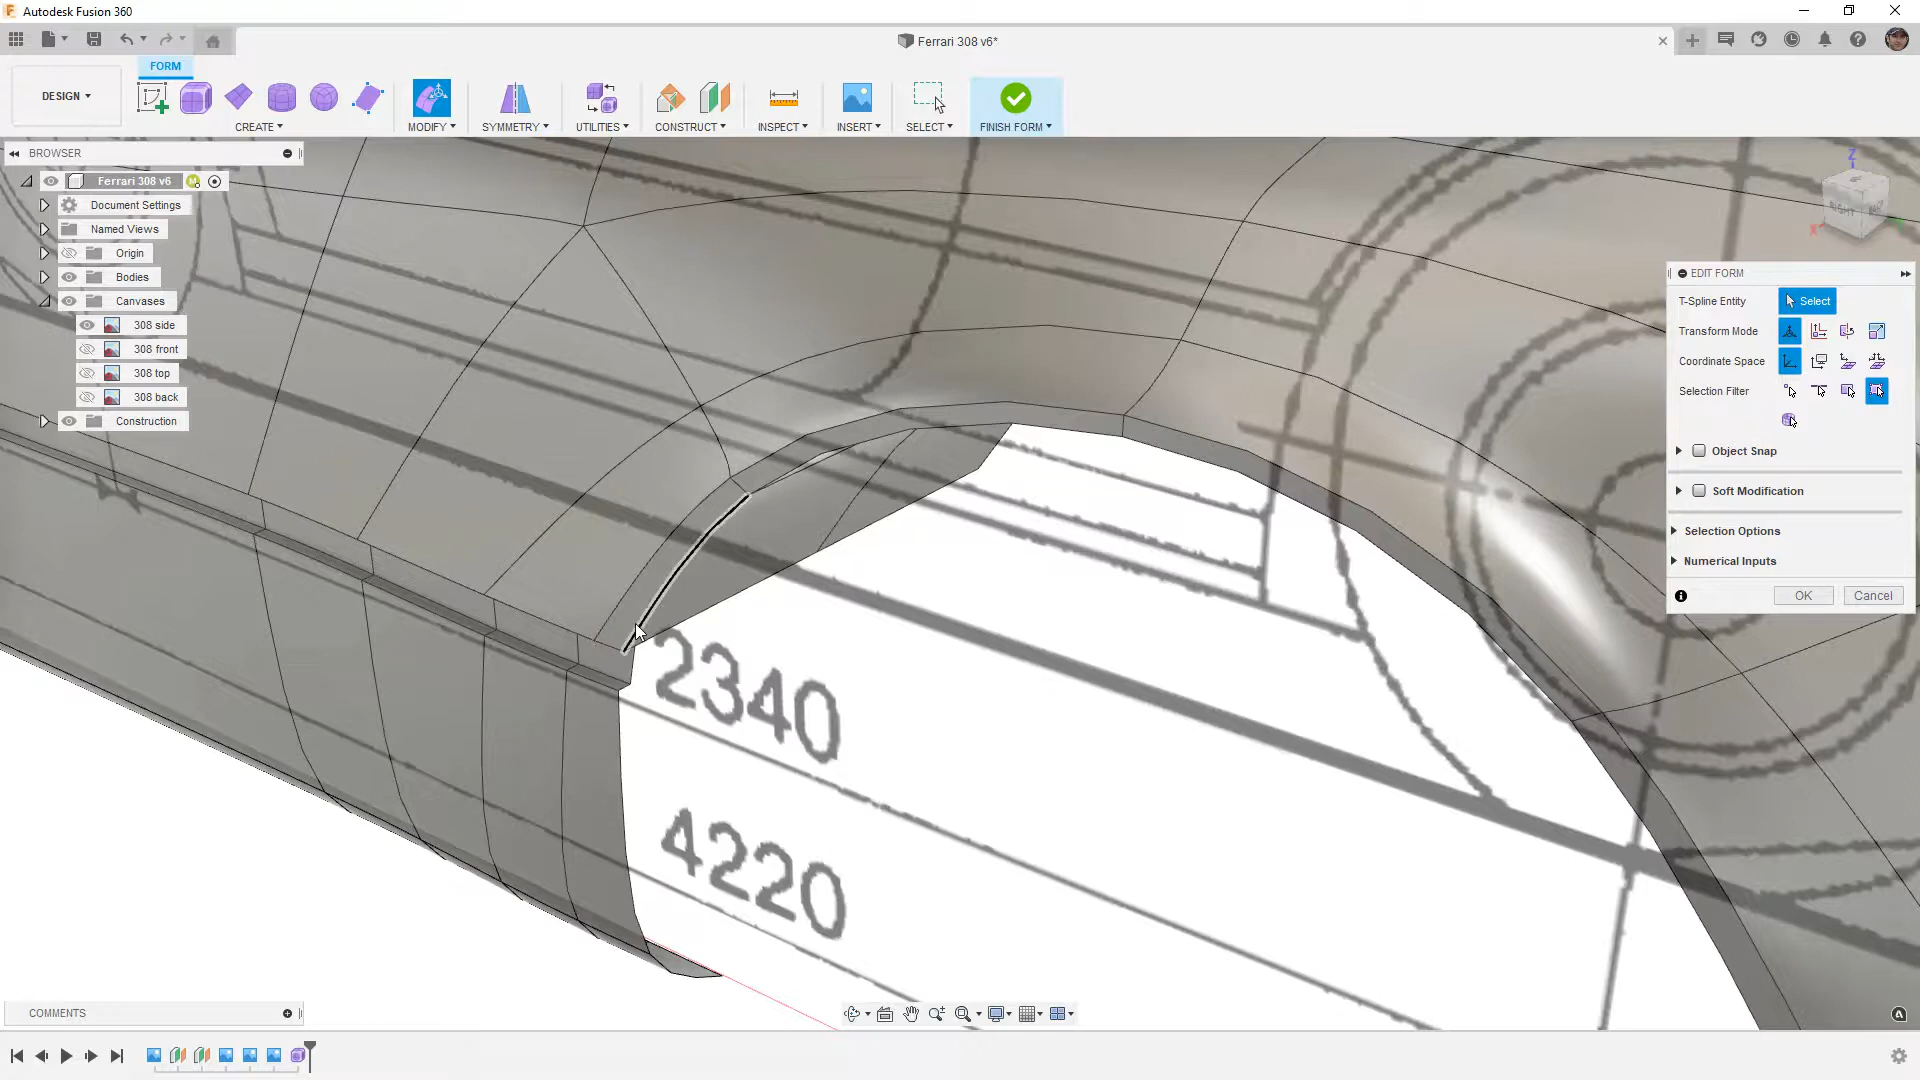 Autodesk Fusion 360
Ferrari 308 v6*
DESIGN
FORM
CREATE
MODIFY
SYMMETRY
UTILITIES
CONSTRUCT
INSPECT
INSERT
SELECT
FINISH FORM
BROWSER
Ferrari 308 v6
M
Document Settings
Named Views
Origin
Bodies
Canvases
308 side
308 front
308 top
308 back
Construction
Z
RIGHT
BACK
X
EDIT FORM
T-Spline Entity
Select
Transform Mode
Coordinate Space
Selection Filter
Object Snap
Soft Modification
Selection Options
Numerical Inputs
OK
Cancel
2340
4220
COMMENTS